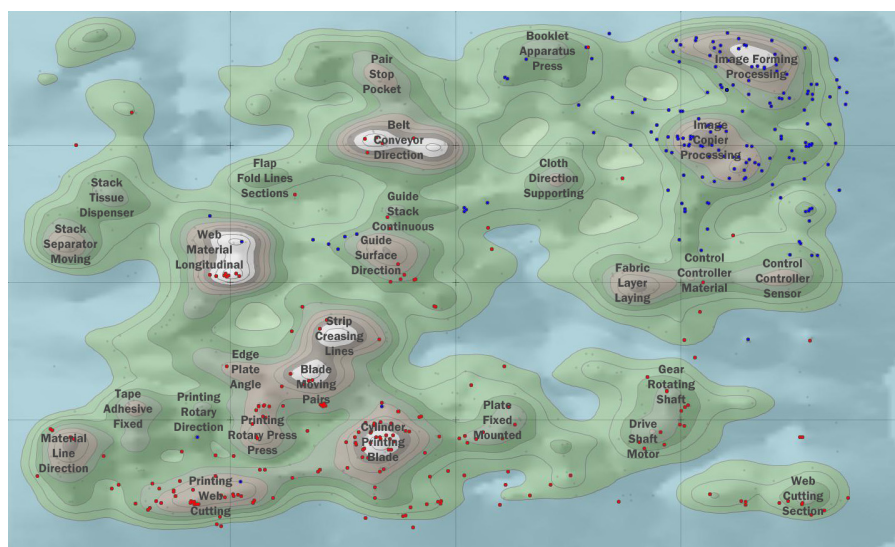 Booklet
Apparatus
Press
Pair
Stop
Pocket
Image Forming
Processing
Belt
Conveyor
Direction
Image
Copier
Processing
Flap
Fold Lines
Sections
Cloth
Direction
Supporting
Stack
Tissue
Dispenser
Guide
Stack
Continuous
Stack
Separator
Moving
Web
Material
Longitudinal
Guide
Surface
Direction
Fabric
Layer
Laying
Control
Controller
Material
Control
Controller
Sensor
Strip
Creasing
Lines
Edge
Plate
Angle
Blade
Moving
Pairs
Gear
Rotating
Shaft
Tape
Adhesive
Fixed
Printing
Rotary
Direction
Printing
Rotary Press
Press
Plate
Fixed
Mounted
Cylinder
Printing
Blade
Drive
Shaft
Motor
Material
Line
Direction
Printing
Web
Cutting
Web
Cutting
Section